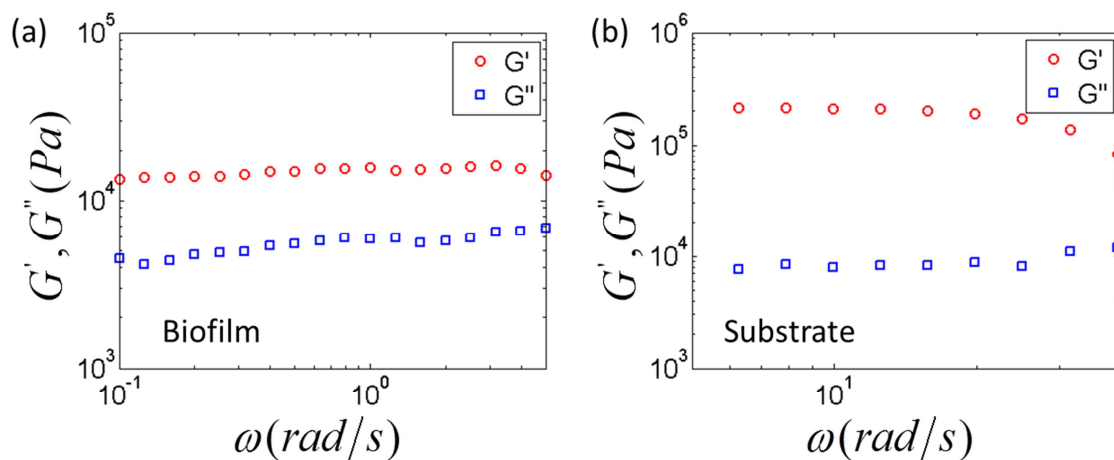 (a)
10^5
10^4
10^3
G', G" (Pa)
G'
G"
Biofilm
10^-1
10^0
ω(rad/s)
(b)
10^6
10^5
10^4
10^3
G', G" (Pa)
G'
G"
Substrate
10^1
ω(rad/s)